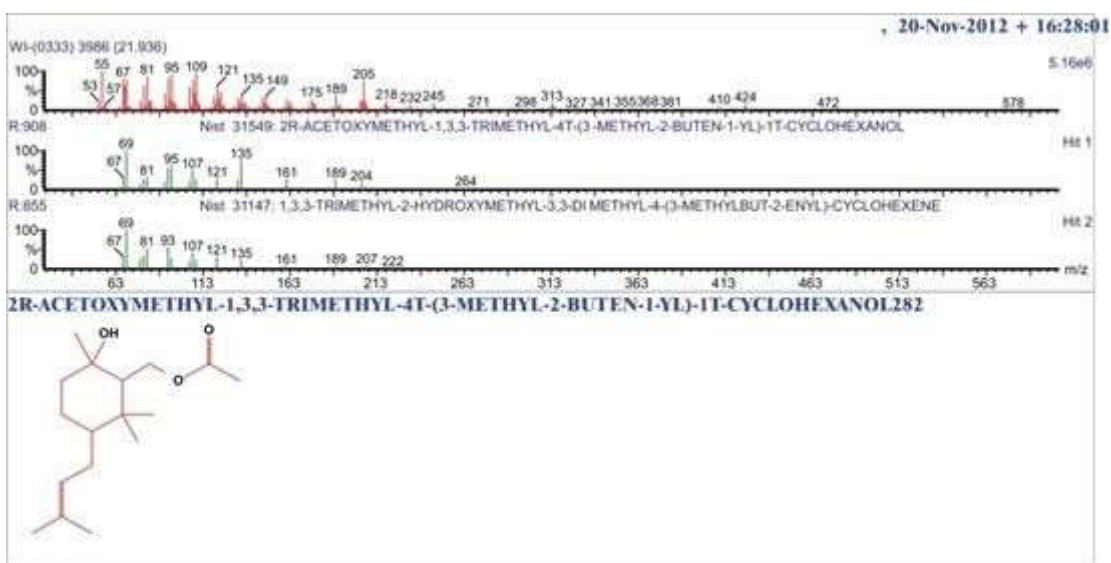 , 20-Nov-2012 + 16:28:01
WI-(0333) 3986 (21.936)
5.16e6
100
%
0
53 55 57 67 81 95 109 121 135 149 175 189 205 218 232 245 271 298 313 327 341 355 368 381 410 424 472 578
R:908 Nist 31549: 2R-ACETOXYMETHYL-1,3,3-TRIMETHYL-4T-(3-METHYL-2-BUTEN-1-YL)-1T-CYCLOHEXANOL Hit 1
100
%
0
67 69 81 95 107 121 135 161 189 204 264
R:855 Nist 31147: 1,3,3-TRIMETHYL-2-HYDROXYMETHYL-3,3-DIMETHYL-4-(3-METHYLBUT-2-ENYL)-CYCLOHEXENE Hit 2
100
%
0
67 69 81 93 107 121 135 161 189 207 222
m/z
63 113 163 213 263 313 363 413 463 513 563
2R-ACETOXYMETHYL-1,3,3-TRIMETHYL-4T-(3-METHYL-2-BUTEN-1-YL)-1T-CYCLOHEXANOL282
OH
O
O